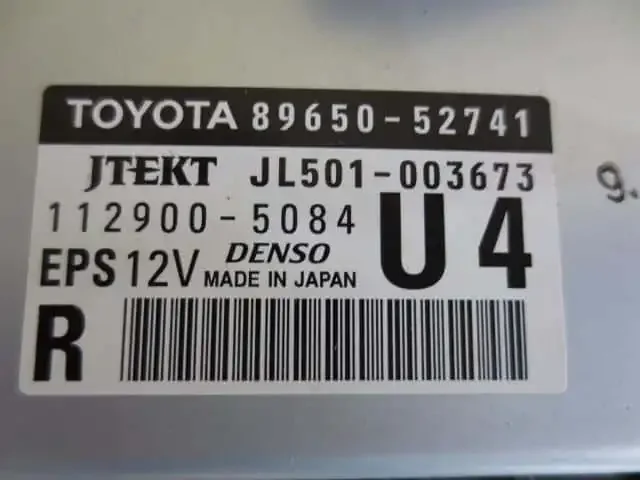 TOYOTA 89650-52741
JTEKT JL501-003673
112900-5084
EPS 12V DENSO U4
MADE IN JAPAN
R
9.